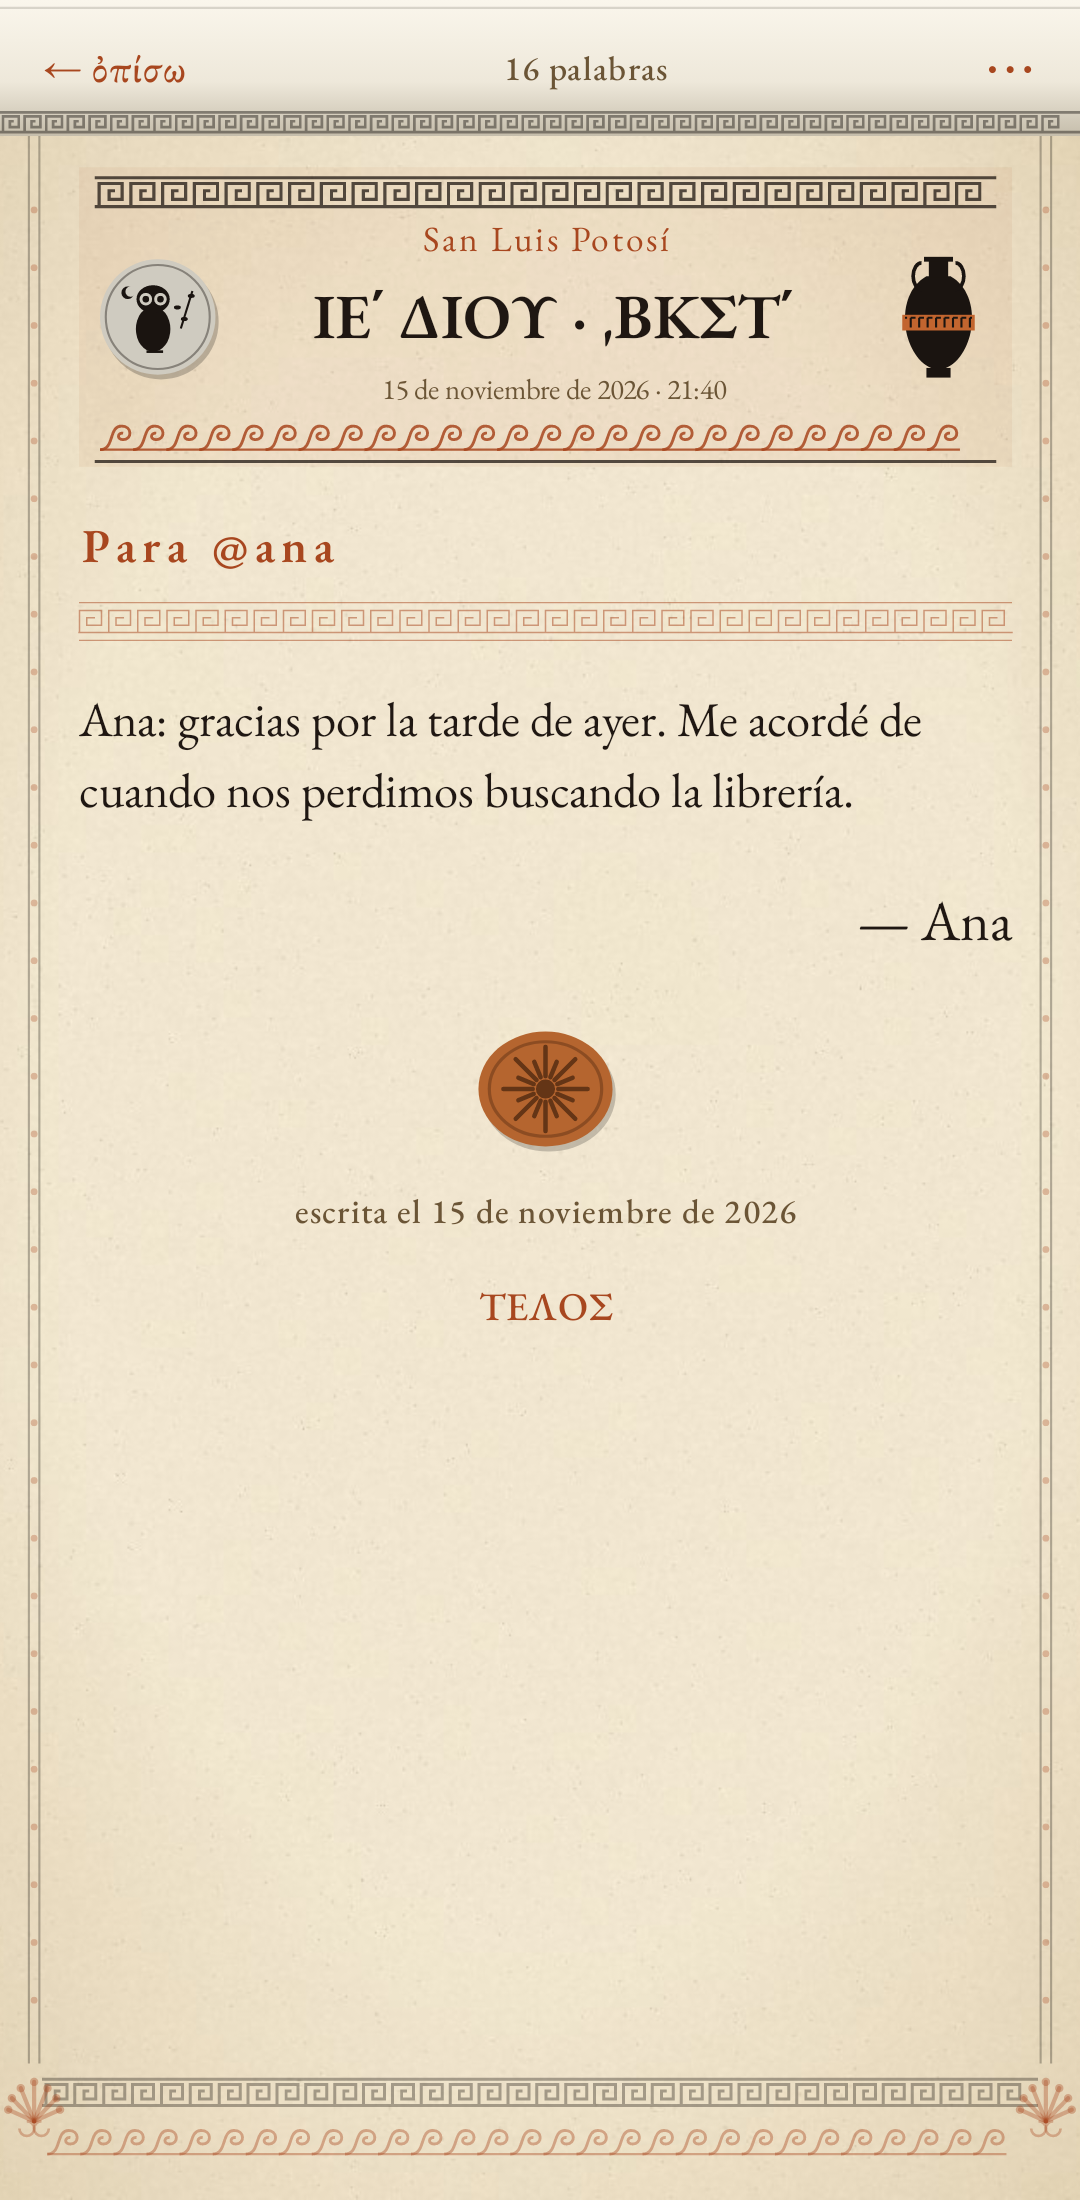 ← ὀπίσω
16 palabras
San Luis Potosí
ΙΕʹ ΔΙΟϒ · ͵ΒΚΣΤʹ
15 de noviembre de 2026 · 21:40
Para @ana
Ana: gracias por la tarde de ayer. Me acordé de
cuando nos perdimos buscando la librería.
— Ana
escrita el 15 de noviembre de 2026
ΤΕΛΟΣ